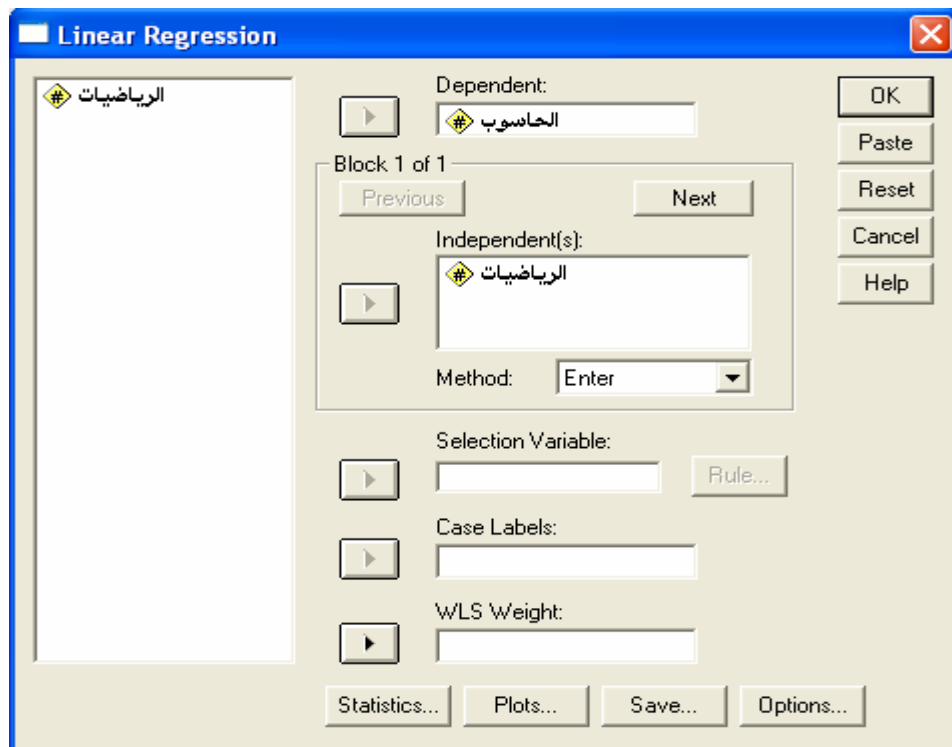 Linear Regression
الرياضيات
Dependent:
الحاسوب
OK
Paste
Reset
Cancel
Help
Block 1 of 1
Previous
Next
Independent(s):
الرياضيات
Method:
Enter
Selection Variable:
Rule...
Case Labels:
WLS Weight:
Statistics...
Plots...
Save...
Options...